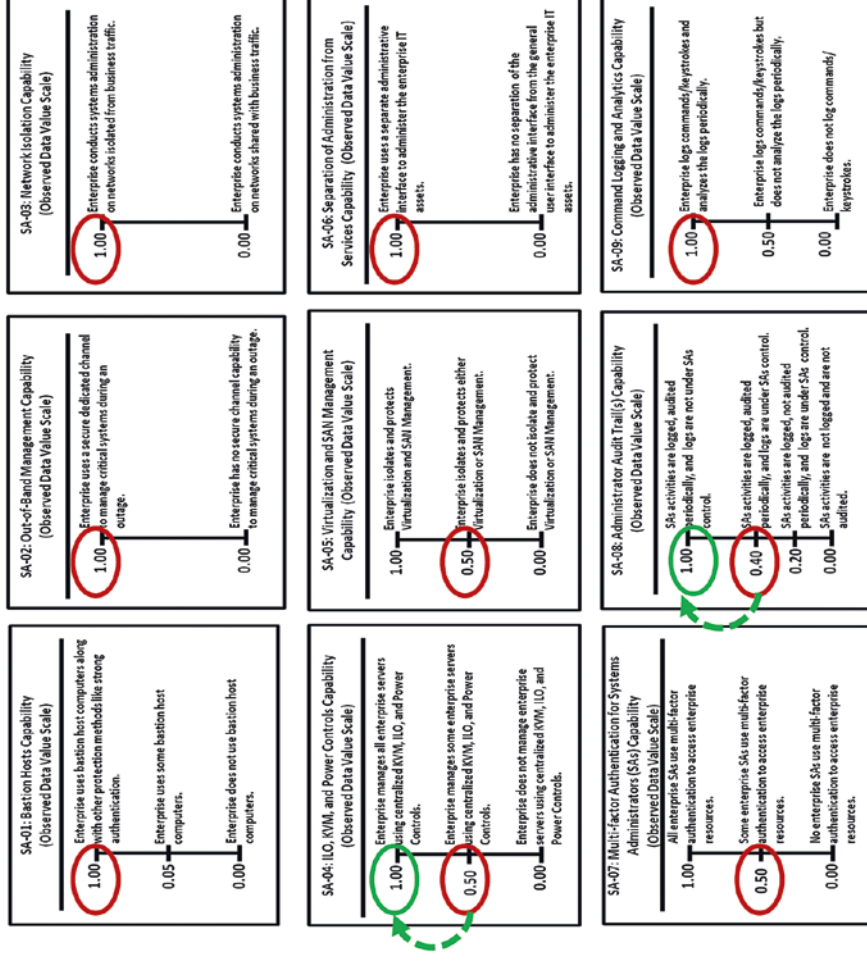 SA-01: Bastion Hosts Capability
(Observed Data Value Scale)
1.00
Enterprise uses bastion host computers along
with other protection methods like strong
authentication.
0.05
Enterprise uses some bastion host
computers.
0.00
Enterprise does not use bastion host
computers.
SA-02: Out-of-Band Management Capability
(Observed Data Value Scale)
1.00
Enterprise uses a secure dedicated channel
to manage critical systems during an
outage.
0.00
Enterprise has no secure channel capability
to manage critical systems during an outage.
SA-03: Network Isolation Capability
(Observed Data Value Scale)
1.00
Enterprise conducts systems administration
on networks isolated from business traffic.
0.00
Enterprise conducts systems administration
on networks shared with business traffic.
SA-04: ILO, KVM, and Power Controls Capability
(Observed Data Value Scale)
1.00
Enterprise manages all enterprise servers
using centralized KVM, ILO, and Power
Controls.
0.50
Enterprise manages some enterprise servers
using centralized KVM, ILO, and Power
Controls.
0.00
Enterprise does not manage enterprise
servers using centralized KVM, ILO, and
Power Controls.
SA-05: Virtualization and SAN Management
Capability (Observed Data Value Scale)
1.00
Enterprise isolates and protects
Virtualization and SAN Management.
0.50
Enterprise isolates and protects either
Virtualization or SAN Management.
0.00
Enterprise does not isolate and protect
Virtualization or SAN Management.
SA-06: Separation of Administration from
Services Capability (Observed Data Value Scale)
1.00
Enterprise uses a separate administrative
interface to administer the enterprise IT
assets.
0.00
Enterprise has no separation of the
administrative interface from the general
user interface to administer the enterprise IT
assets.
SA-07: Multi-factor Authentication for Systems
Administrators (SAs) Capability
(Observed Data Value Scale)
1.00
All enterprise SAs use multi-factor
authentication to access enterprise
resources.
0.50
Some enterprise SAs use multi-factor
authentication to access enterprise
resources.
0.00
No enterprise SAs use multi-factor
authentication to access enterprise
resources.
SA-08: Administrator Audit Trail(s) Capability
(Observed Data Value Scale)
1.00
SAs activities are logged, audited
periodically, and logs are not under SAs
control.
0.40
SAs activities are logged, audited
periodically, and logs are under SAs control.
0.20
SAs activities are logged, not audited
periodically, and logs are under SAs control.
0.00
SAs activities are not logged and are not
audited.
SA-09: Command Logging and Analytics Capability
(Observed Data Value Scale)
1.00
Enterprise logs commands/keystrokes and
analyzes the logs periodically.
0.50
Enterprise logs commands/keystrokes but
does not analyze the logs periodically.
0.00
Enterprise does not log commands/
keystrokes.